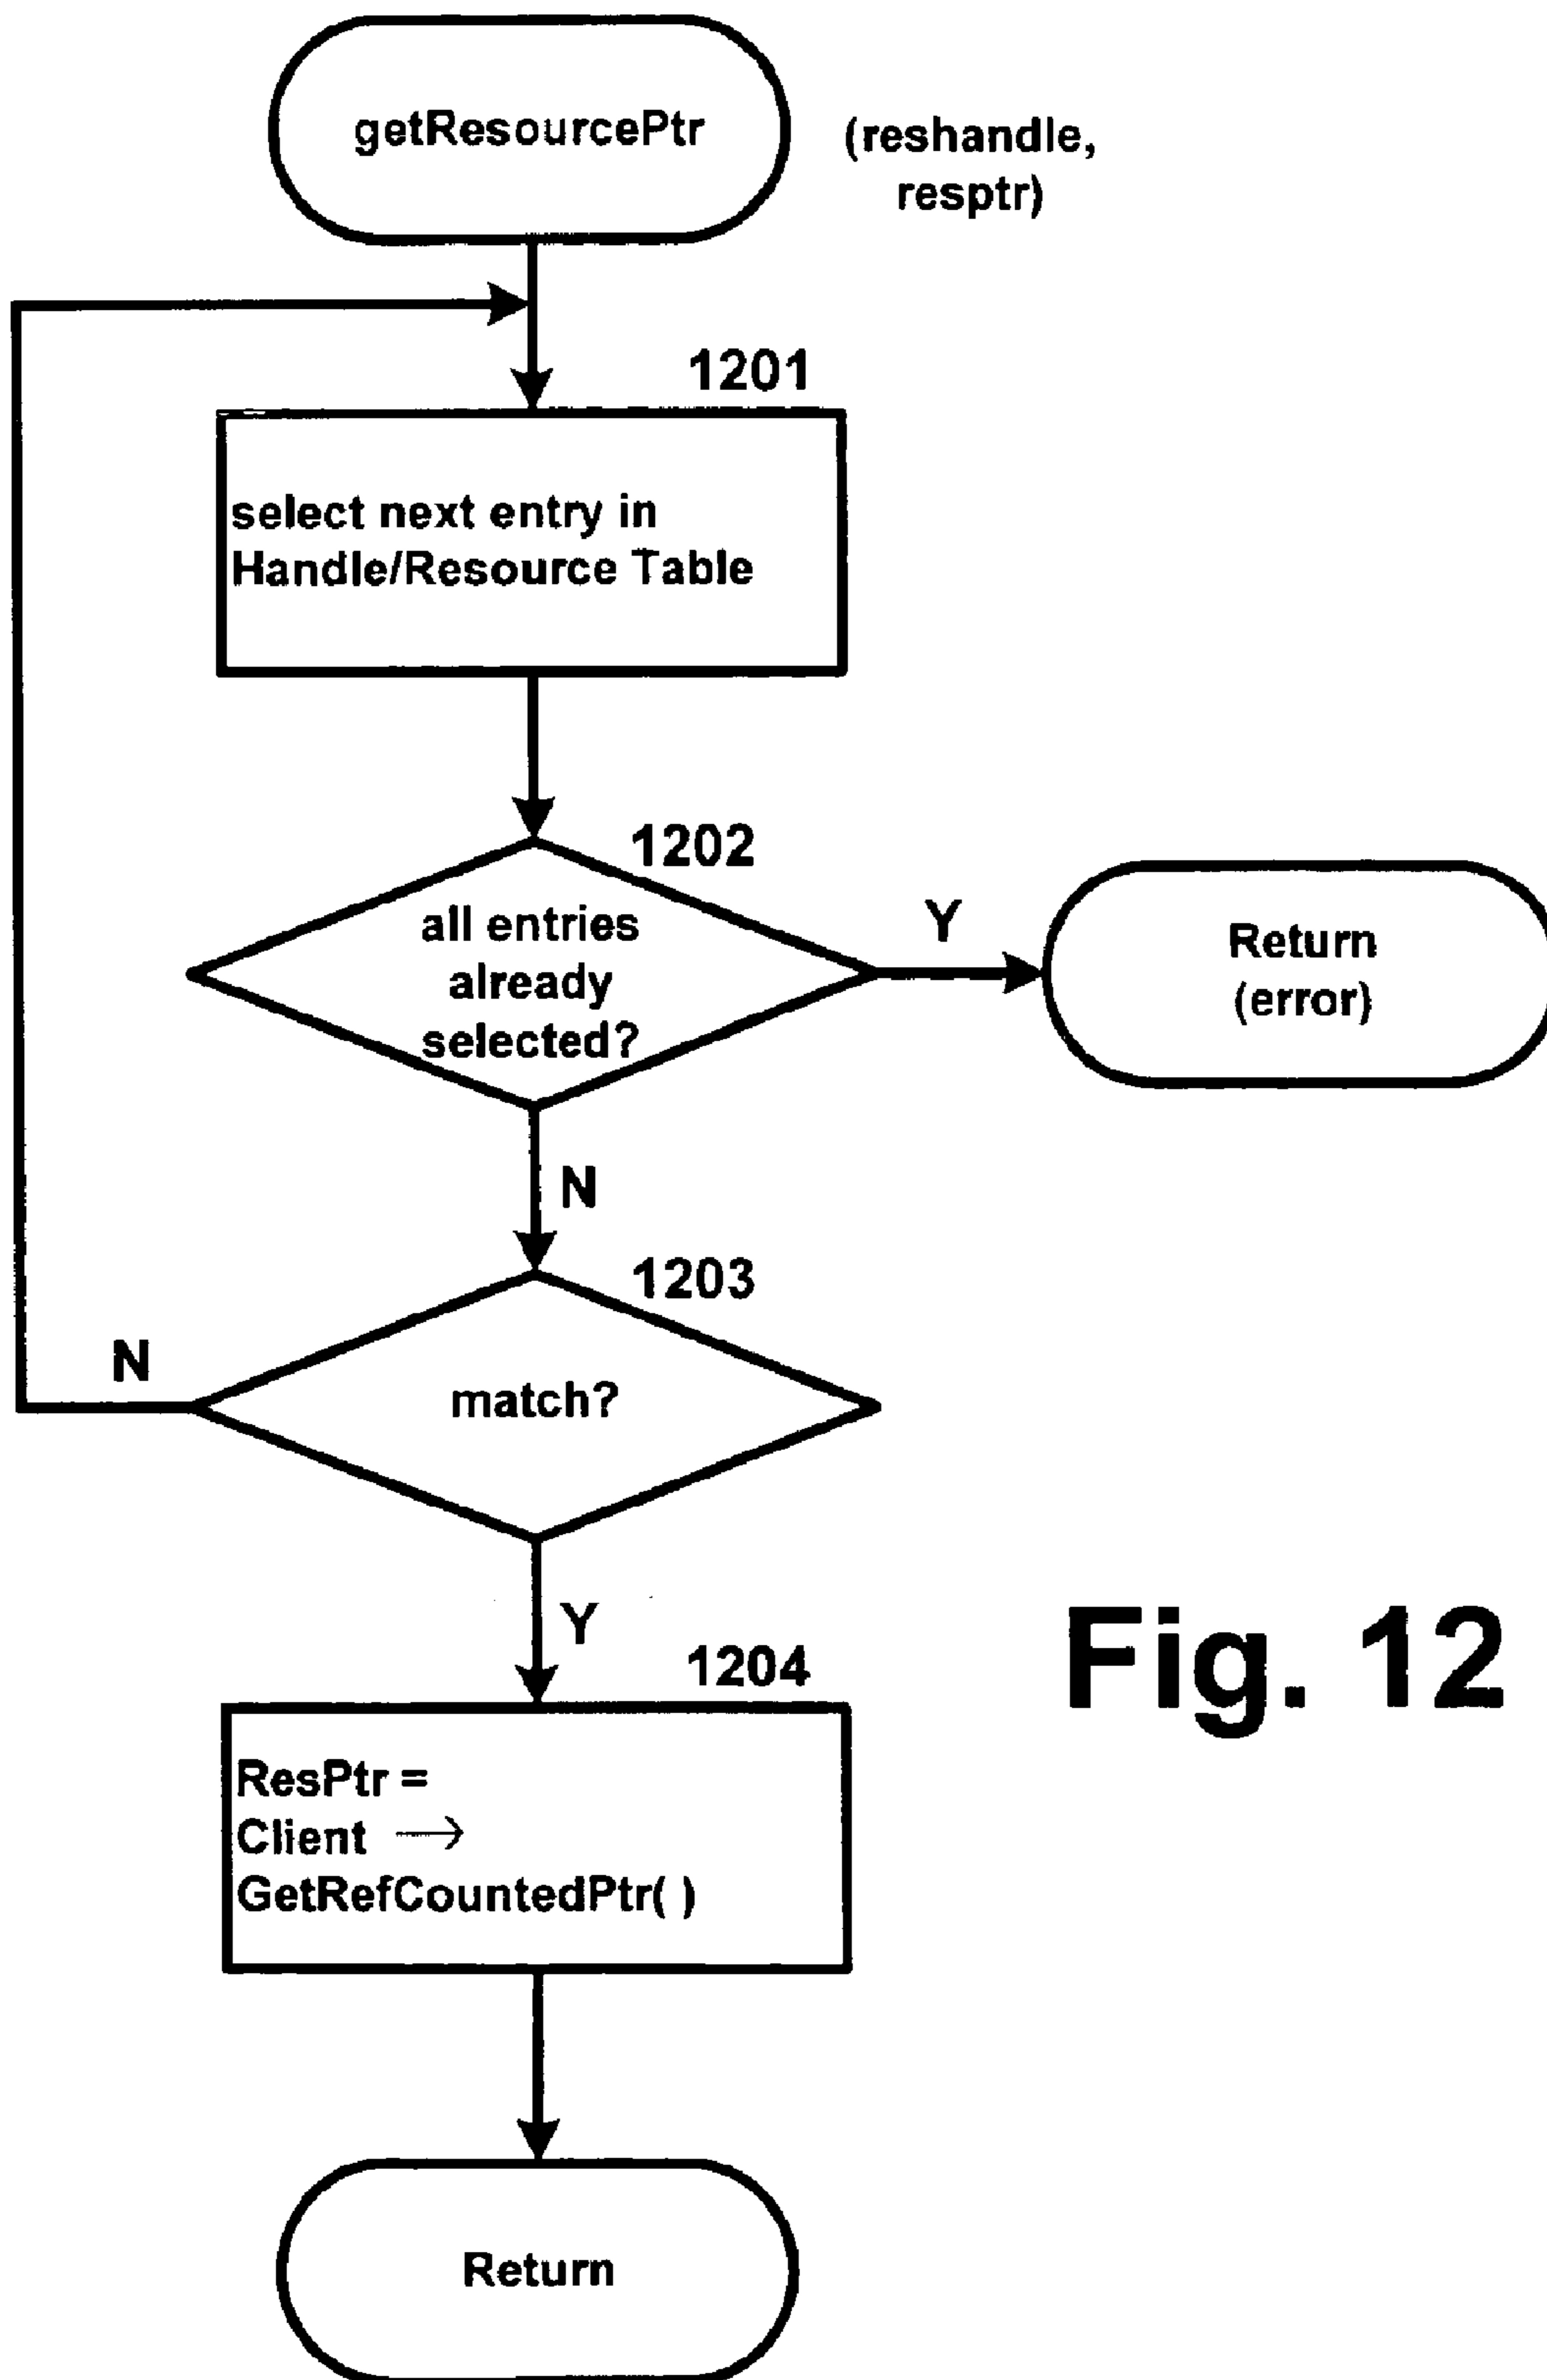 getResourcePtr
(reshandle,
resptr)
1201
select next entry in
Handle/Resource Table
1202
all entries
already
selected?
Y
Return
(error)
N
1203
match?
N
Y
1204
ResPtr =
Client →
GetRefCountedPtr( )
Return
Fig. 12